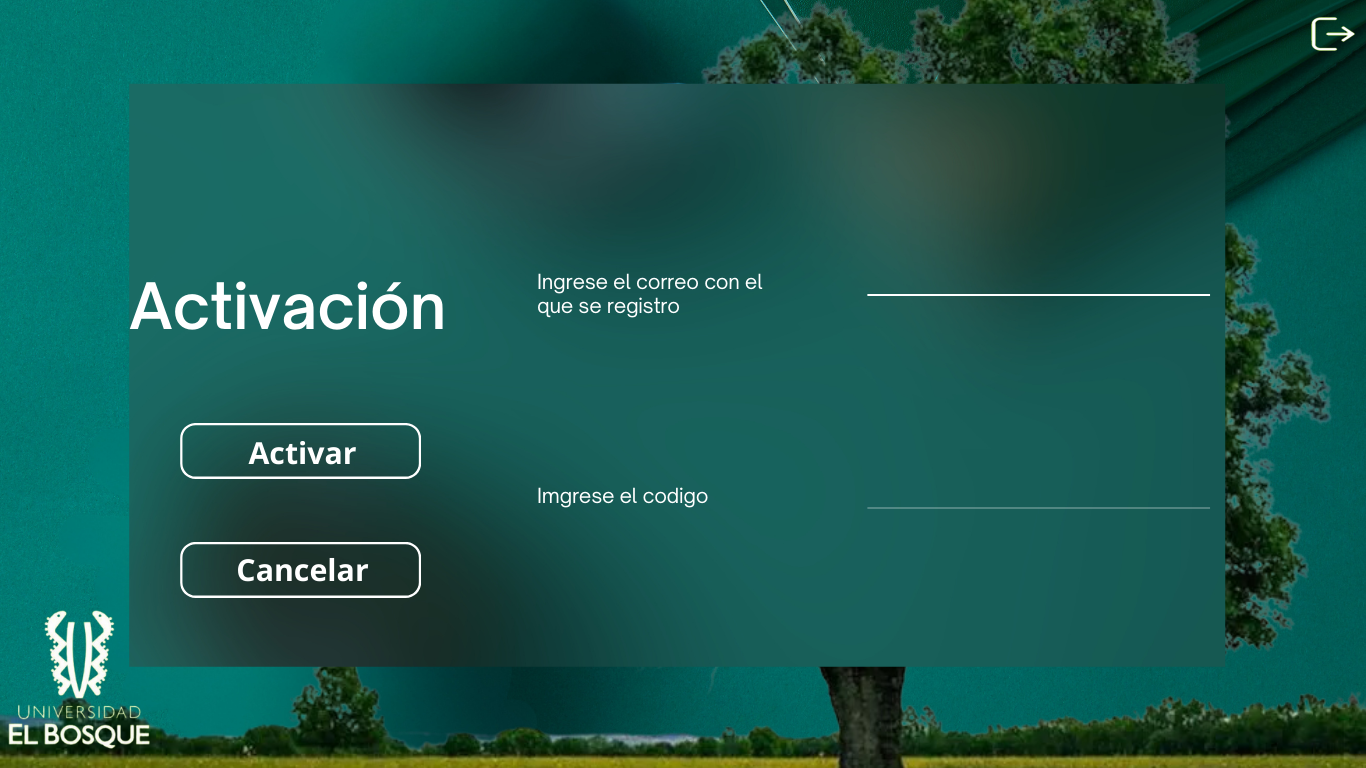 Activación
Ingrese el correo con el
que se registro
Activar
Imgrese el codigo
Cancelar
UNIVERSIDAD
EL BOSQUE